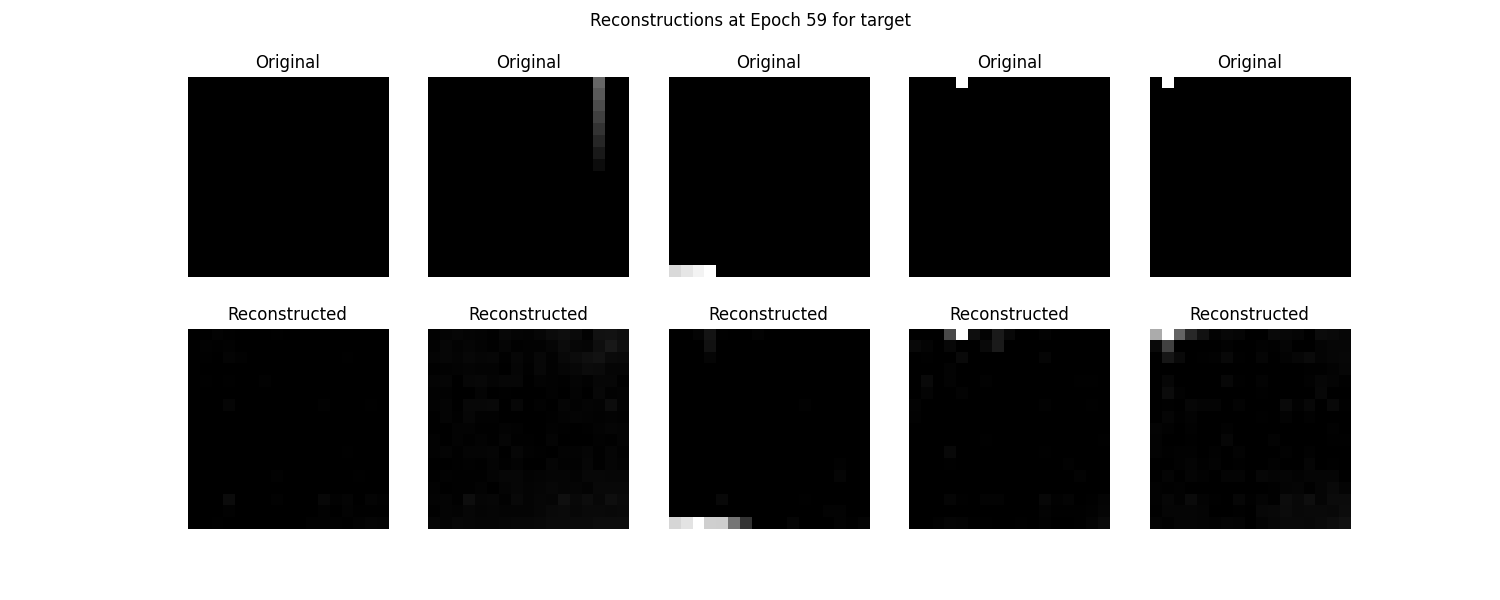 Reconstructions at Epoch 59 for target
Original Original Original Original Original
Reconstructed Reconstructed Reconstructed Reconstructed Reconstructed